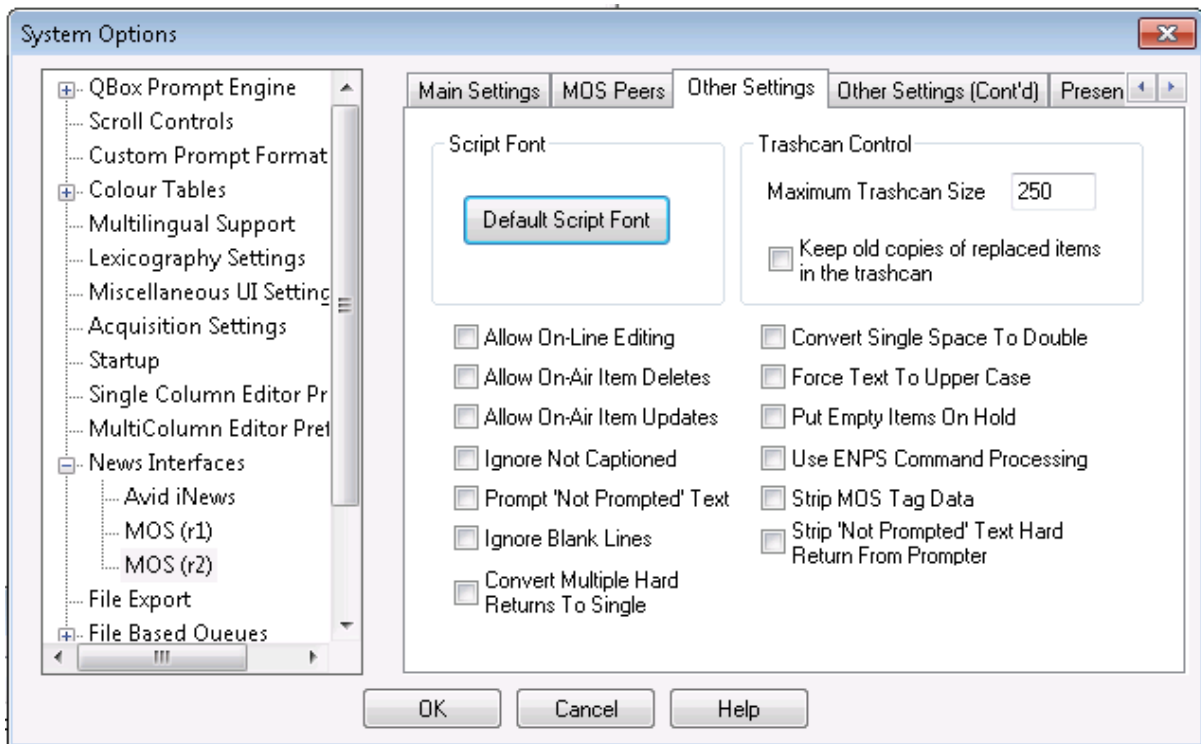 System Options
QBox Prompt Engine
Scroll Controls
Custom Prompt Format
Colour Tables
Multilingual Support
Lexicography Settings
Miscellaneous UI Setting
Acquisition Settings
Startup
Single Column Editor Pr
MultiColumn Editor Pref
News Interfaces
Avid iNews
MOS (r1)
MOS (r2)
File Export
File Based Queues
Main Settings MOS Peers Other Settings Other Settings (Cont'd) Presen
Script Font
Default Script Font
Trashcan Control
Maximum Trashcan Size 250
Keep old copies of replaced items
in the trashcan
Allow On-Line Editing
Allow On-Air Item Deletes
Allow On-Air Item Updates
Ignore Not Captioned
Prompt 'Not Prompted' Text
Ignore Blank Lines
Convert Multiple Hard
Returns To Single
Convert Single Space To Double
Force Text To Upper Case
Put Empty Items On Hold
Use ENPS Command Processing
Strip MOS Tag Data
Strip 'Not Prompted' Text Hard
Return From Prompter
OK Cancel Help